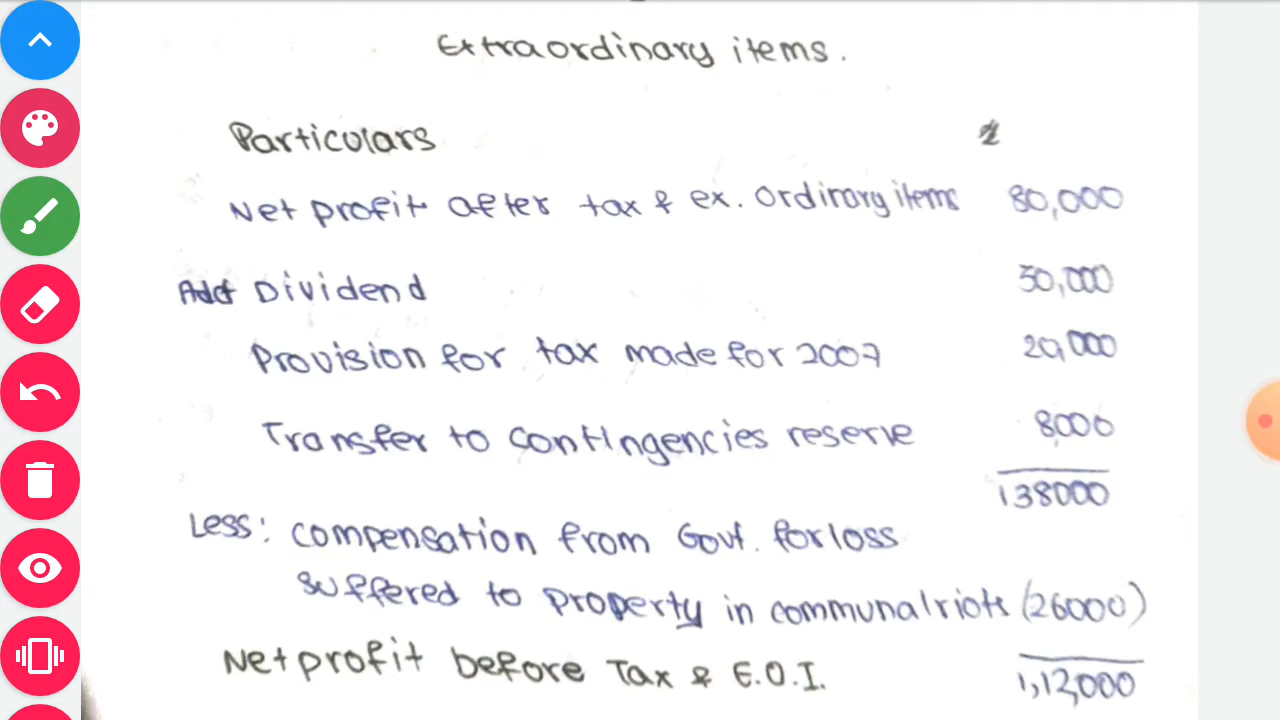 Extraordinary items.
Particulars ₹
Net profit after tax & ex. ordinary items 80,000
Add Dividend 30,000
Provision for tax made for 2007 20,000
Transfer to contingencies reserve 8000
138000
Less: compensation from Govt. for loss
suffered to property in communal riots (26000)
Net profit before Tax & E.O.I. 1,12,000